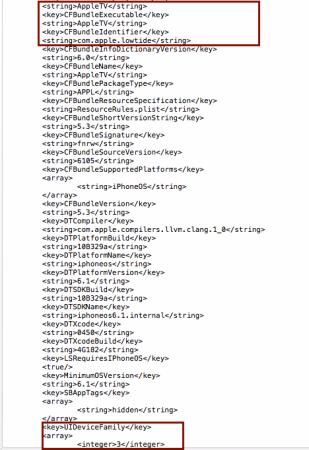 <string>AppleTV</string>
<key>CFBundleExecutable</key>
<string>AppleTV</string>
<key>CFBundleIdentifier</key>
<string>com.apple.lowtide</string>
<key>CFBundleInfoDictionaryVersion</key>
<string>6.0</string>
<key>CFBundleName</key>
<string>AppleTV</string>
<key>CFBundlePackageType</key>
<string>APPL</string>
<key>CFBundleResourceSpecification</key>
<string>ResourceRules.plist</string>
<key>CFBundleShortVersionString</key>
<string>5.3</string>
<key>CFBundleSignature</key>
<string>fnrw</string>
<key>CFBundleSourceVersion</key>
<string>6105</string>
<key>CFBundleSupportedPlatforms</key>
<array>
<string>iPhoneOS</string>
</array>
<key>CFBundleVersion</key>
<string>5.3</string>
<key>DTCompiler</key>
<string>com.apple.compilers.llvm.clang.1_0</string>
<key>DTPlatformBuild</key>
<string>10B329a</string>
<key>DTPlatformName</key>
<string>iphoneos</string>
<key>DTPlatformVersion</key>
<string>6.1</string>
<key>DTSDKBuild</key>
<string>10B329a</string>
<key>DTSDKName</key>
<string>iphoneos6.1.internal</string>
<key>DTXcode</key>
<string>0450</string>
<key>DTXcodeBuild</key>
<string>4G182</string>
<key>LSRequiresIPhoneOS</key>
<true/>
<key>MinimumOSVersion</key>
<string>6.1</string>
<key>SBAppTags</key>
<array>
<string>hidden</string>
</array>
<key>UIDeviceFamily</key>
<array>
<integer>3</integer>